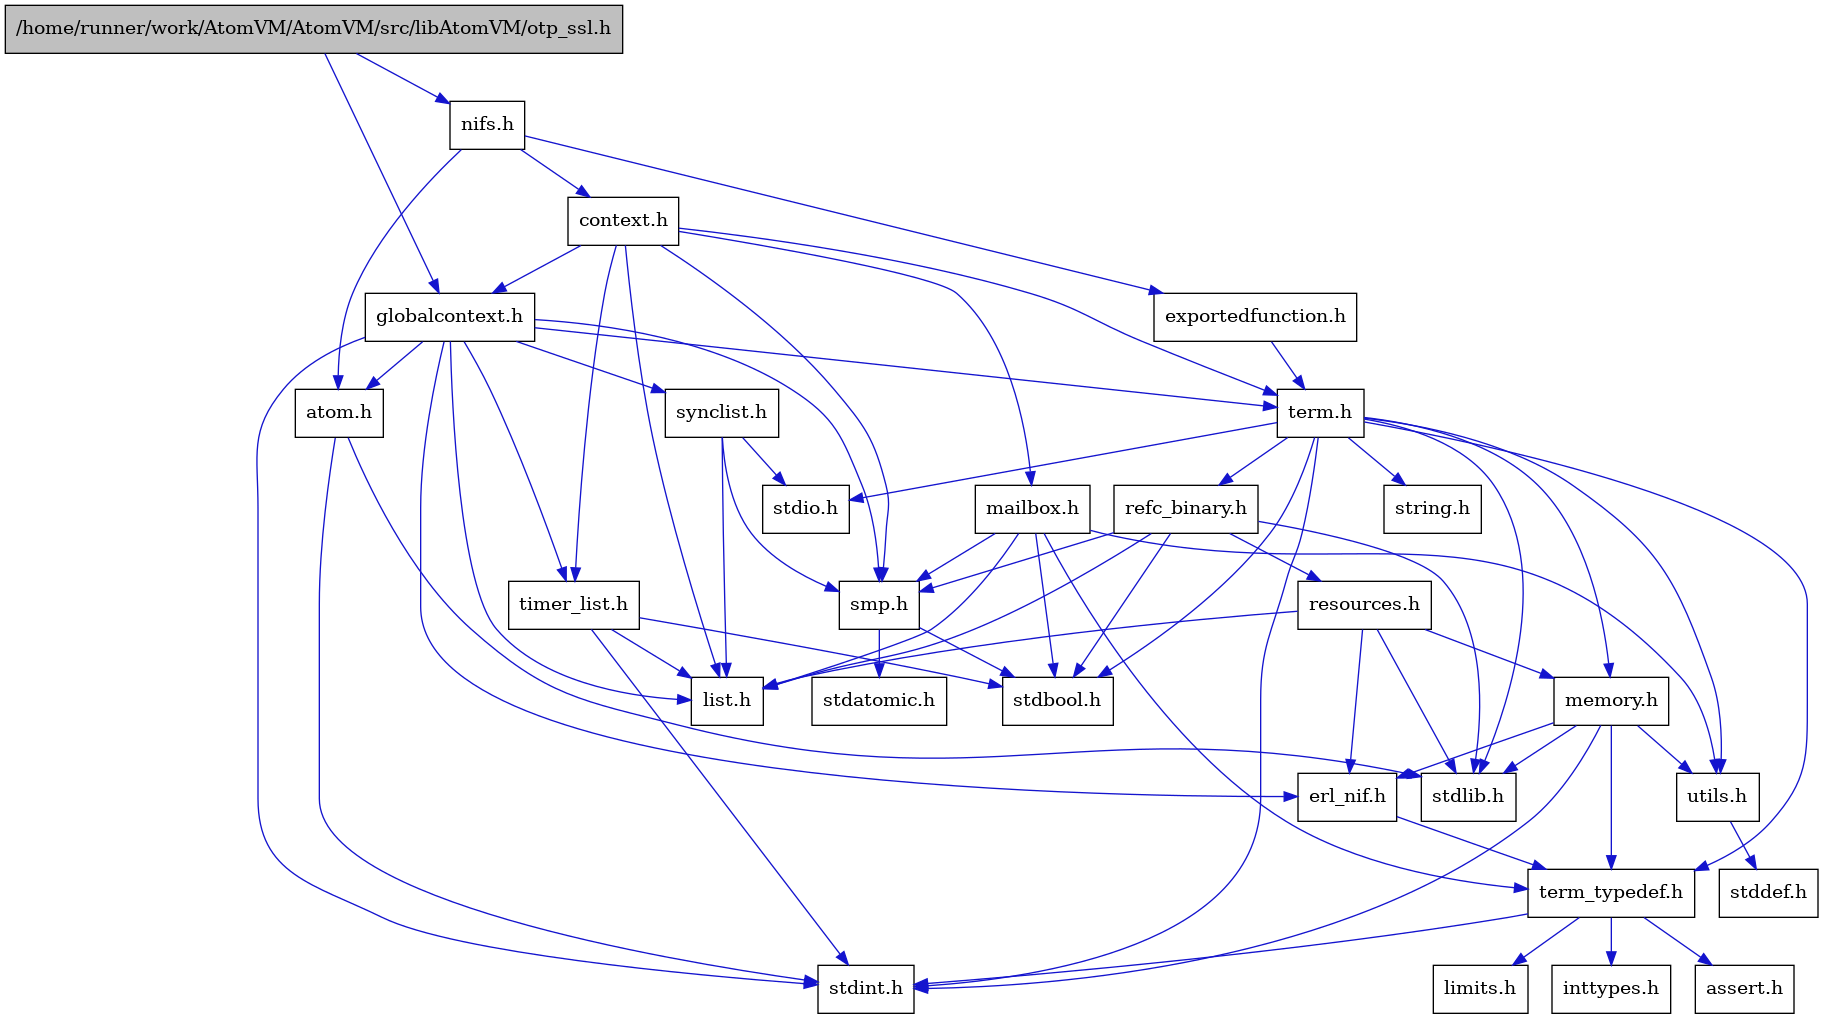 /home/runner/work/AtomVM/AtomVM/src/libAtomVM/otp_ssl.h
nifs.h
context.h
globalcontext.h
exportedfunction.h
atom.h
synclist.h
term.h
stdio.h
mailbox.h
refc_binary.h
string.h
timer_list.h
smp.h
resources.h
list.h
stdatomic.h
stdbool.h
memory.h
erl_nif.h
stdlib.h
utils.h
term_typedef.h
stddef.h
stdint.h
limits.h
inttypes.h
assert.h